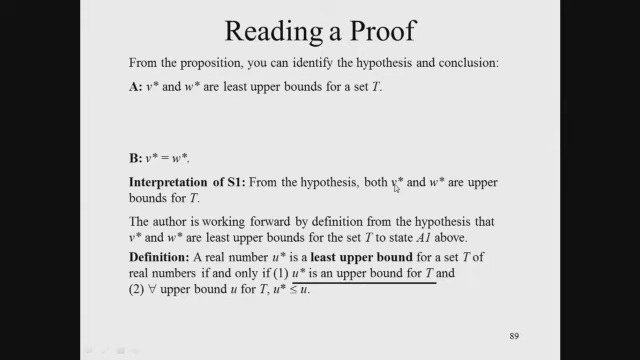 Reading a Proof
From the proposition, you can identify the hypothesis and conclusion:
A: v* and w* are least upper bounds for a set T.
B: v* = w*.
Interpretation of S1: From the hypothesis, both v* and w* are upper
bounds for T.
The author is working forward by definition from the hypothesis that
v* and w* are least upper bounds for the set T to state A1 above.
Definition: A real number u* is a least upper bound for a set T of
real numbers if and only if (1) u* is an upper bound for T and
(2) ∀ upper bound u for T, u* ≤ u.
89